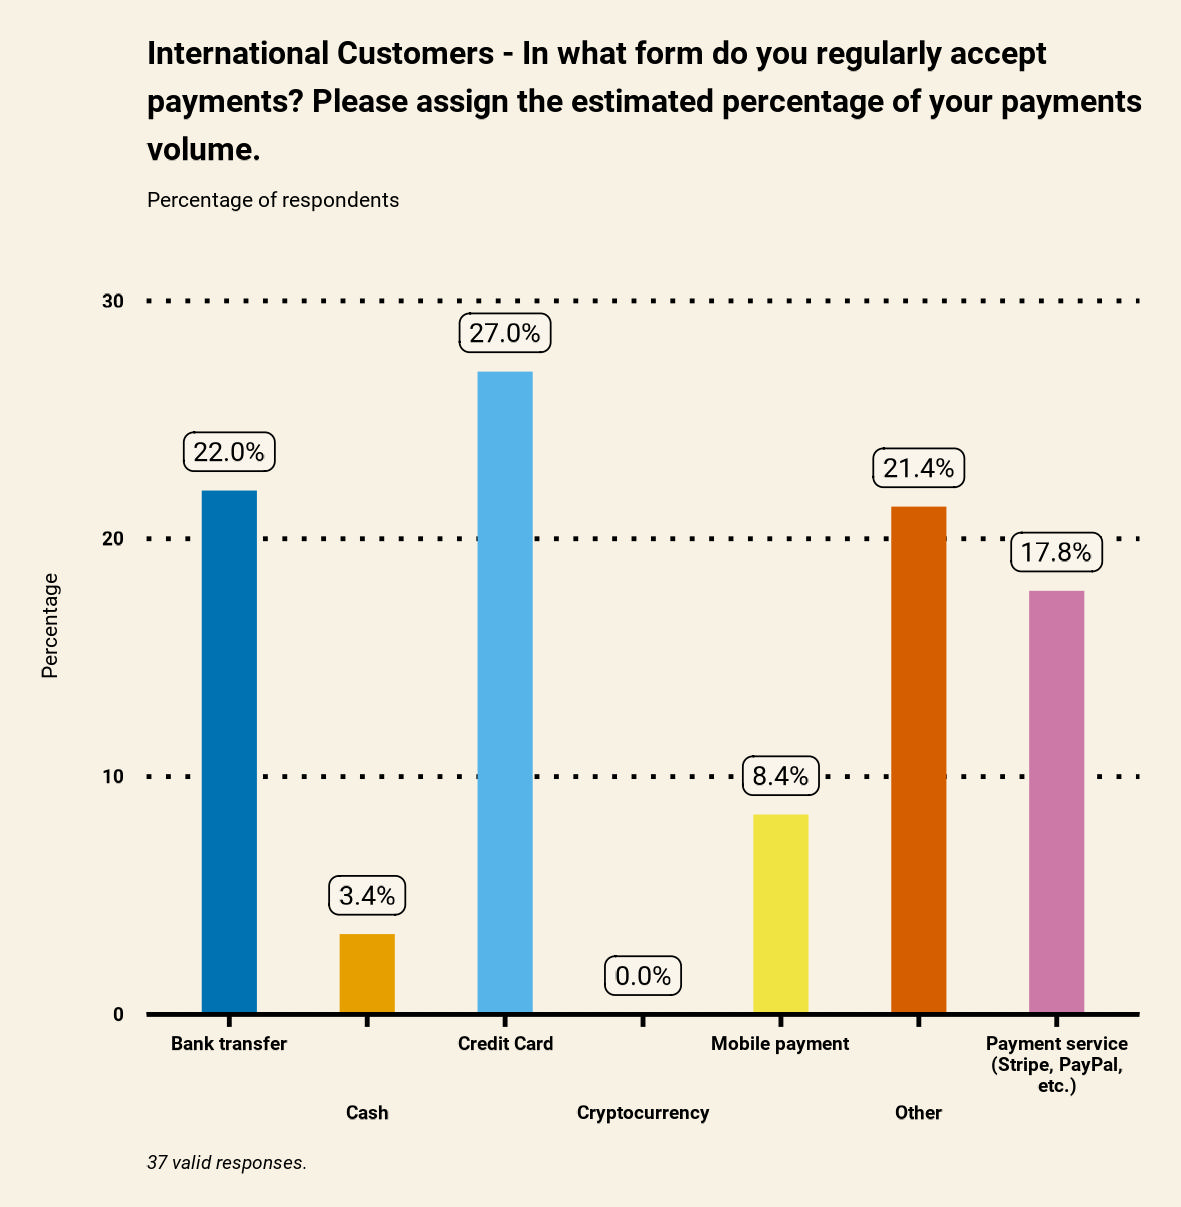 International Customers - In what form do you regularly accept
payments? Please assign the estimated percentage of your payments
volume.
Percentage of respondents
30
27.0%
22.0%
21.4%
20
17.8%
Percentage
10
8.4%
3.4%
0.0%
0
Bank transfer
Credit Card
Mobile payment
Payment service
(Stripe, PayPal,
etc.)
Cash
Cryptocurrency
Other
37 valid responses.